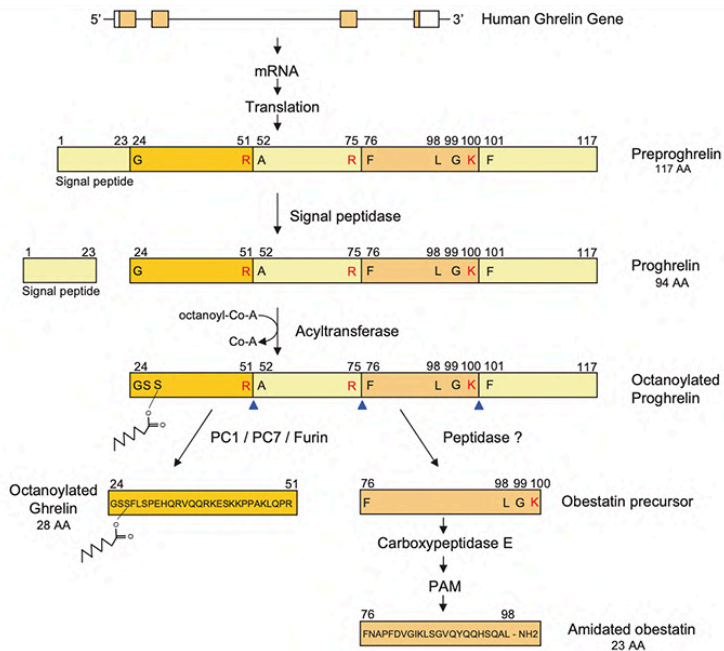 5' 3' Human Ghrelin Gene
mRNA
Translation
1 23 24 51 52 75 76 98 99 100 101 117
G R A R F L G K F Preproghrelin
117 AA
Signal peptide
Signal peptidase
1 23 24 51 52 75 76 98 99 100 101 117
G R A R F L G K F Proghrelin
94 AA
Signal peptide
octanoyl-Co-A
Acyltransferase
Co-A
24 51 52 75 76 98 99 100 101 117
GSS R A R F L G K F Octanoylated
Proghrelin
O O
PC1 / PC7 / Furin Peptidase ?
24 51
Octanoylated
Ghrelin
28 AA
GSSFLSPEHQRVQQRKESKKPPAKLQPR
O O
76 98 99 100
F L G K Obestatin precursor
Carboxypeptidase E
PAM
76 98
FNAPFDVGIKLSGVQYQQHSQAL - NH2 Amidated obestatin
23 AA